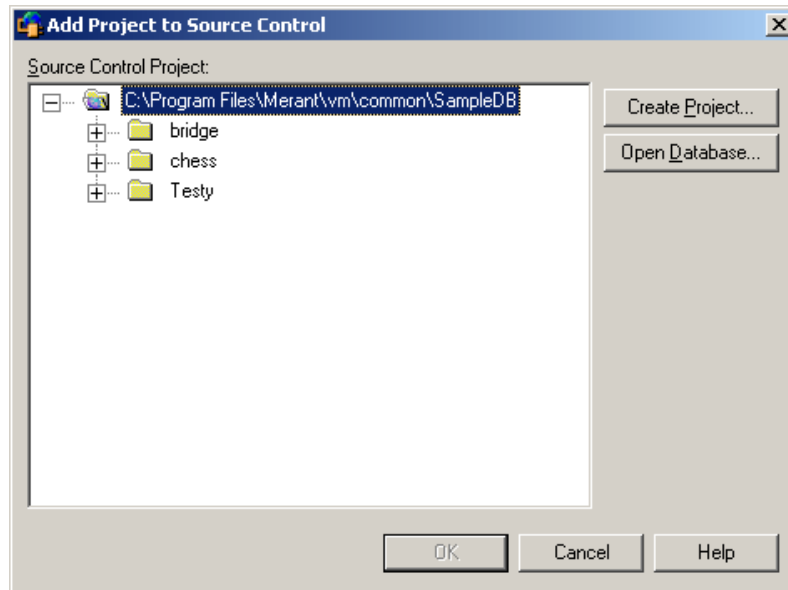 Add Project to Source Control
Source Control Project:
C:\Program Files\Merant\vm\common\SampleDB
bridge
chess
Testy
Create Project...
Open Database...
OK
Cancel
Help